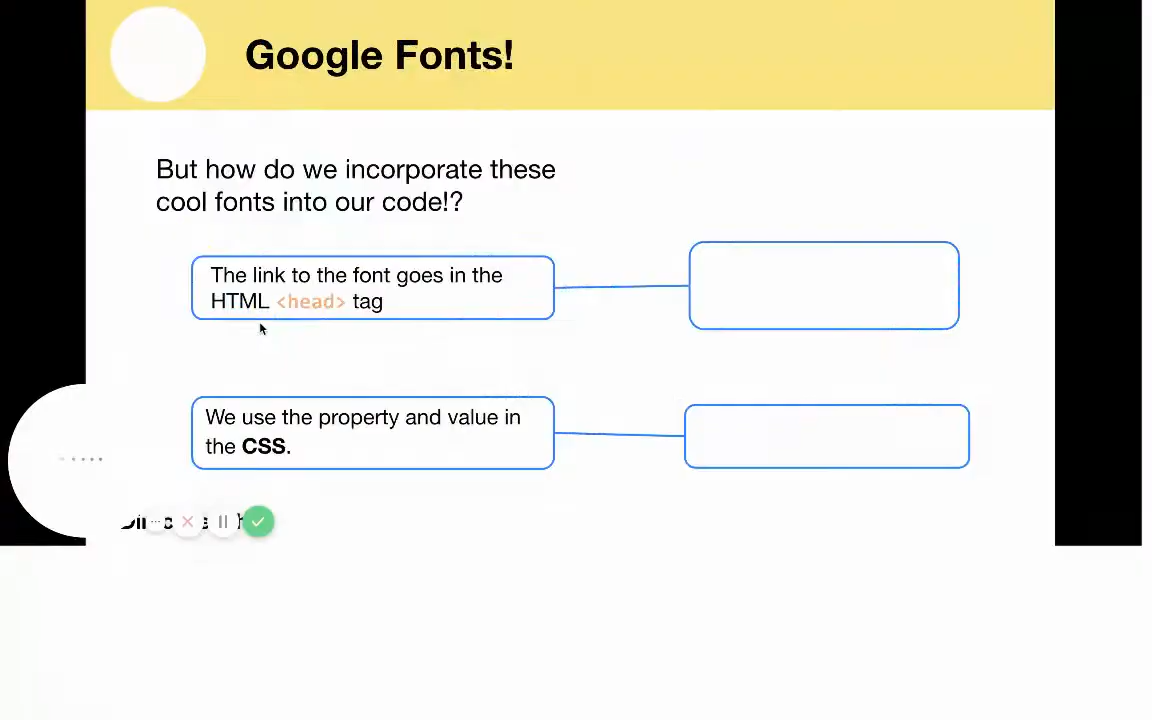 Google Fonts!
But how do we incorporate these
cool fonts into our code!?
The link to the font goes in the
HTML <head> tag
We use the property and value in
the CSS.